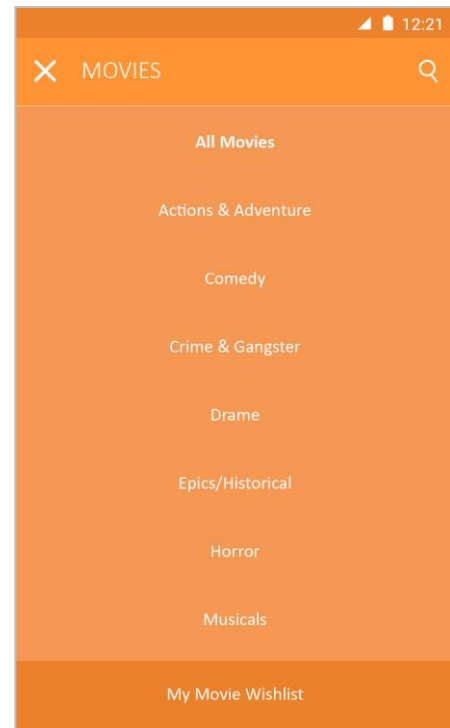 12:21
MOVIES
All Movies
Actions & Adventure
Comedy
Crime & Gangster
Drame
Epics/Historical
Horror
Musicals
My Movie Wishlist